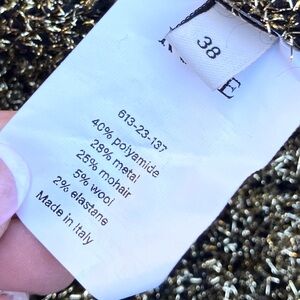 38
613-23-137
40% polyamide
28% metal
25% mohair
5% wool
2% elastane
Made in Italy